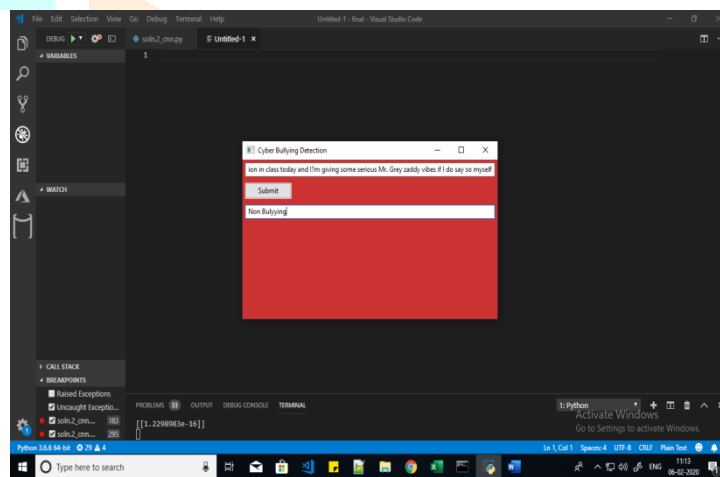 File Edit Selection View Go Debug Terminal Help
Untitled-1 - final - Visual Studio Code
DEBUG
soln.2_cnn.py
Untitled-1 ×
VARIABLES
1
Cyber Bullying Detection
ion in class today and I'm giving some serious Mr. Grey zaddy vibes if I do say so myself
Submit
Non Bulyying
WATCH
CALL STACK
BREAKPOINTS
Raised Exceptions
Uncaught Exceptio...
soln.2_cnn... 183
soln.2_cnn... 295
PROBLEMS 33 OUTPUT DEBUG CONSOLE TERMINAL
1: Python
[[1.2298983e-16]]
Activate Windows
Go to Settings to activate Windows.
Python 3.6.6 64-bit 29 4
Ln 1, Col 1 Spaces: 4 UTF-8 CRLF Plain Text
Type here to search
ENG
11:13
06-02-2020